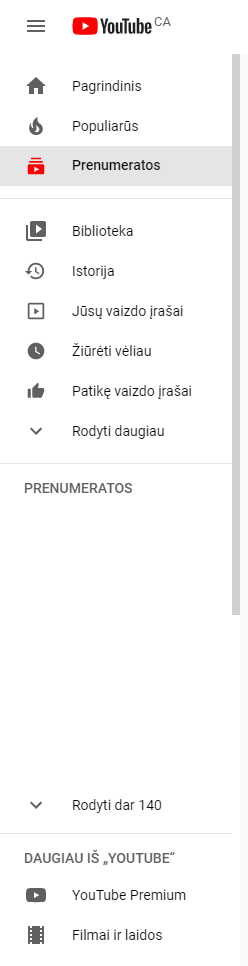 YouTube CA
Pagrindinis
Populiarūs
Prenumeratos
Biblioteka
Istorija
Jūsų vaizdo įrašai
Žiūrėti vėliau
Patikę vaizdo įrašai
Rodyti daugiau
PRENUMERATOS
Rodyti dar 140
DAUGIAU IŠ „YOUTUBE“
YouTube Premium
Filmai ir laidos